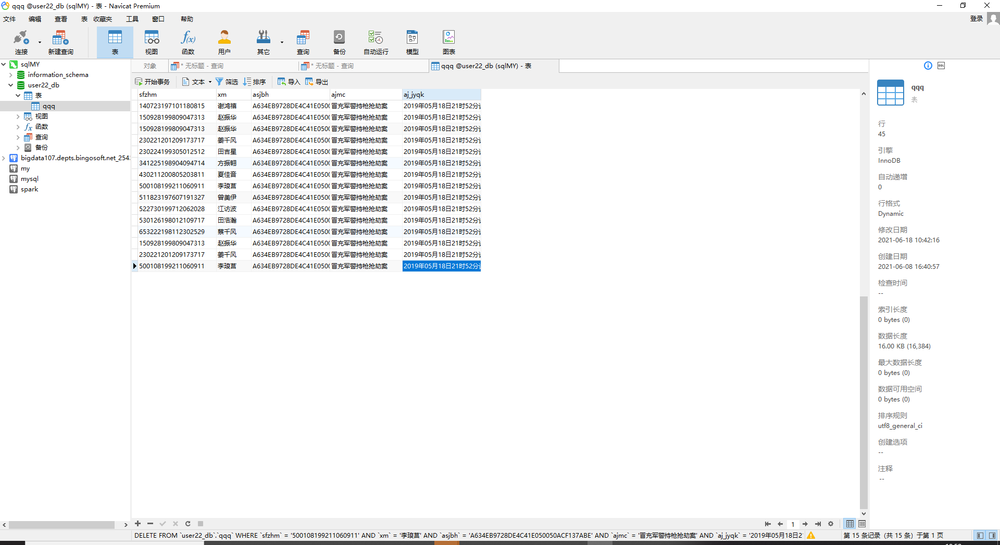 qqq @user22_db (sqlMY) - 表 - Navicat Premium
文件 编辑 查看 表 收藏夹 工具 窗口 帮助 登录
连接 新建查询 表 视图 函数 用户 其它 查询 备份 自动运行 模型 图表
sqlMY
information_schema
user22_db
表
qqq
视图
函数
查询
备份
bigdata107.depts.bingosoft.net_254
my
mysql
spark
对象 * 无标题 - 查询 * 无标题 - 查询 qqq @user22_db (sqlMY) - 表
开始事务 文本 筛选 排序 导入 导出
sfzhm xm asjbh ajmc aj_jyqk
140723197101180815 谢鸿禧 A634EB9728DE4C41E050 冒充军警持枪抢劫案 2019年05月18日21时52分
150928199809047313 赵振华 A634EB9728DE4C41E050 冒充军警持枪抢劫案 2019年05月18日21时52分
150928199809047313 赵振华 A634EB9728DE4C41E050 冒充军警持枪抢劫案 2019年05月18日21时52分
230221201209173717 姜千风 A634EB9728DE4C41E050 冒充军警持枪抢劫案 2019年05月18日21时52分
230224199305012512 田吉星 A634EB9728DE4C41E050 冒充军警持枪抢劫案 2019年05月18日21时52分
341225198904094714 方振翱 A634EB9728DE4C41E050 冒充军警持枪抢劫案 2019年05月18日21时52分
430211200805203811 夏佳音 A634EB9728DE4C41E050 冒充军警持枪抢劫案 2019年05月18日21时52分
500108199211060911 李琅莒 A634EB9728DE4C41E050 冒充军警持枪抢劫案 2019年05月18日21时52分
511823197607191327 曾美伊 A634EB9728DE4C41E050 冒充军警持枪抢劫案 2019年05月18日21时52分
522730199712062028 江访波 A634EB9728DE4C41E050 冒充军警持枪抢劫案 2019年05月18日21时52分
530126198012109717 田浩瀚 A634EB9728DE4C41E050 冒充军警持枪抢劫案 2019年05月18日21时52分
653222198112302529 蔡千风 A634EB9728DE4C41E050 冒充军警持枪抢劫案 2019年05月18日21时52分
150928199809047313 赵振华 A634EB9728DE4C41E050 冒充军警持枪抢劫案 2019年05月18日21时52分
230221201209173717 姜千风 A634EB9728DE4C41E050 冒充军警持枪抢劫案 2019年05月18日21时52分
500108199211060911 李琅莒 A634EB9728DE4C41E050 冒充军警持枪抢劫案 2019年05月18日21时52分
DDL
qqq
表
行
45
引擎
InnoDB
自动递增
0
行格式
Dynamic
修改日期
2021-06-18 10:42:16
创建日期
2021-06-08 16:40:57
检查时间
--
索引长度
0 bytes (0)
数据长度
16.00 KB (16,384)
最大数据长度
0 bytes (0)
数据可用空间
0 bytes (0)
排序规则
utf8_general_ci
创建选项
--
注释
--
1
DELETE FROM `user22_db`.`qqq` WHERE `sfzhm` = '500108199211060911' AND `xm` = '李琅莒' AND `asjbh` = 'A634EB9728DE4C41E050050ACF137ABE' AND `ajmc` = '冒充军警持枪抢劫案' AND `aj_jyqk` = '2019年05月18日2
第 15 条记录（共 15 条）于第 1 页